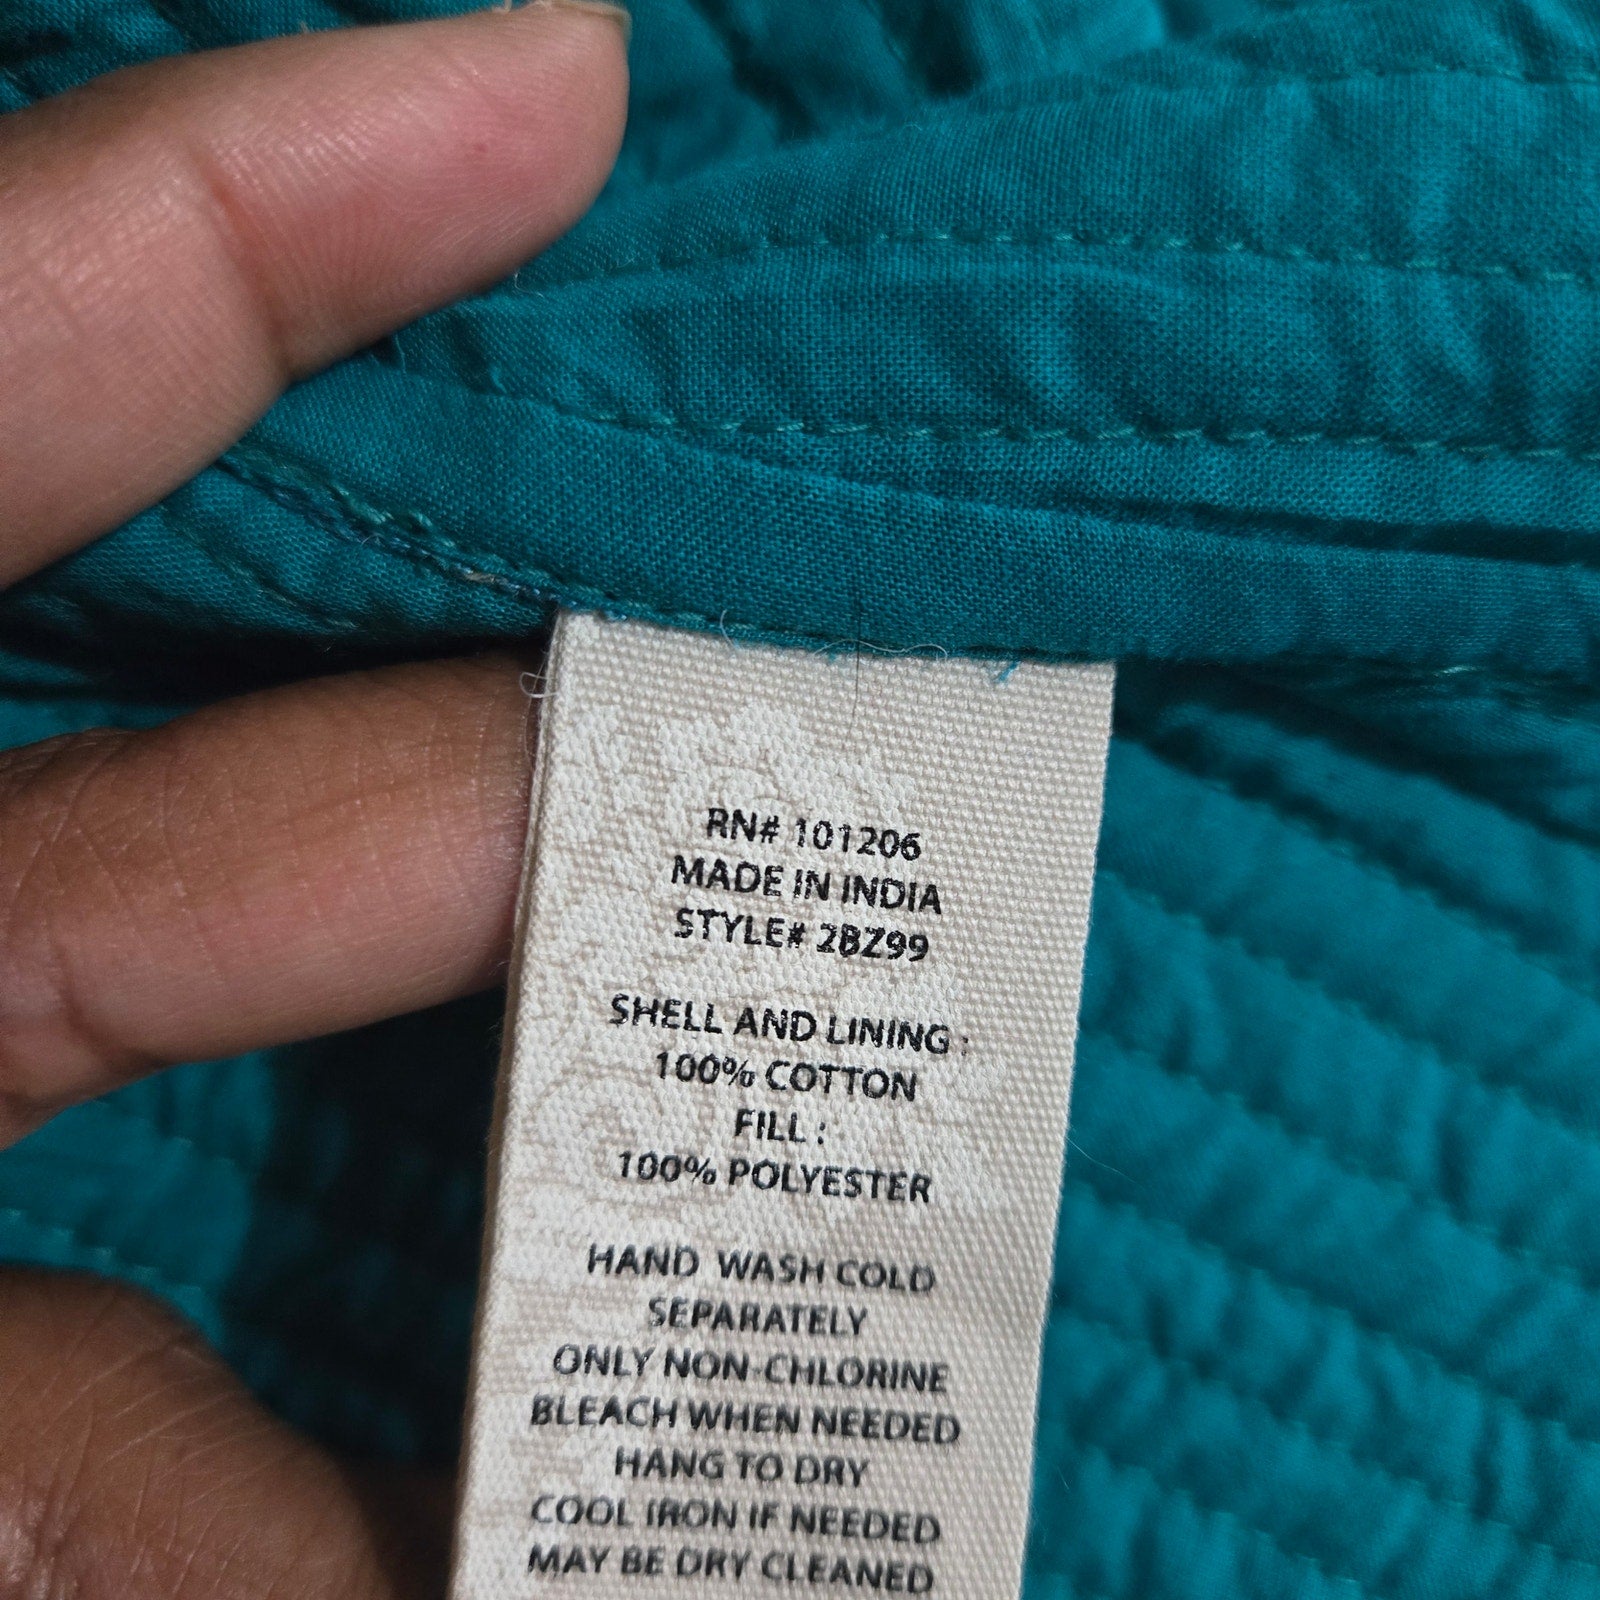 RN# 101206
MADE IN INDIA
STYLE# 2BZ99
SHELL AND LINING :
100% COTTON
FILL :
100% POLYESTER
HAND WASH COLD
SEPARATELY
ONLY NON-CHLORINE
BLEACH WHEN NEEDED
HANG TO DRY
COOL IRON IF NEEDED
MAY BE DRY CLEANED